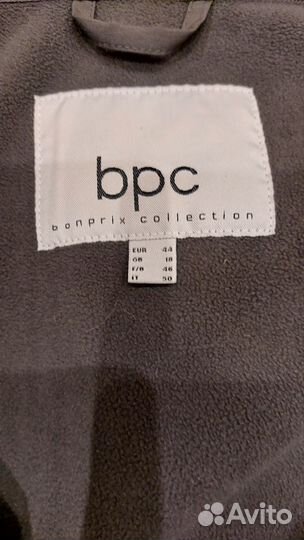 bpc
bonprix collection
EUR 44
GB 18
F/B 46
IT 50
Avito